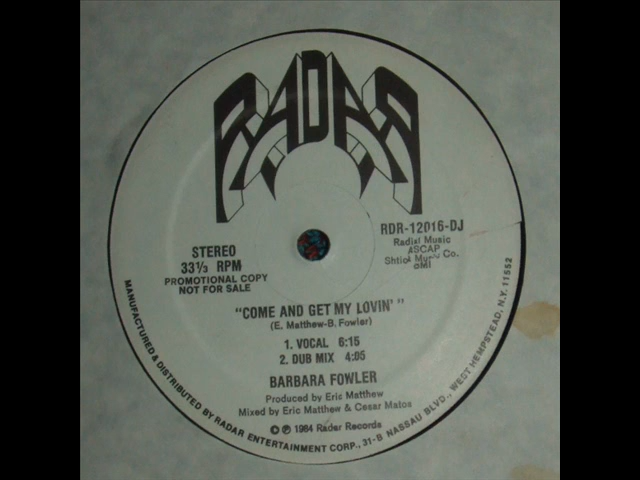 RADAR
RDR-12016-DJ
Radial Music
ASCAP
Music Co.
STEREO
33⅓ RPM
PROMOTIONAL COPY
NOT FOR SALE
"COME AND GET MY LOVIN' "
(E. Matthew-B. Fowler)
1. VOCAL 6:15
2. DUB MIX 4:05
BARBARA FOWLER
Produced by Eric Matthew
Mixed by Eric Matthew & Cesar Matos
© ℗ 1984 Radar Records
MANUFACTURED & DISTRIBUTED BY RADAR ENTERTAINMENT CORP., 31-B NASSAU BLVD., WEST HEMPSTEAD, N.Y. 11552